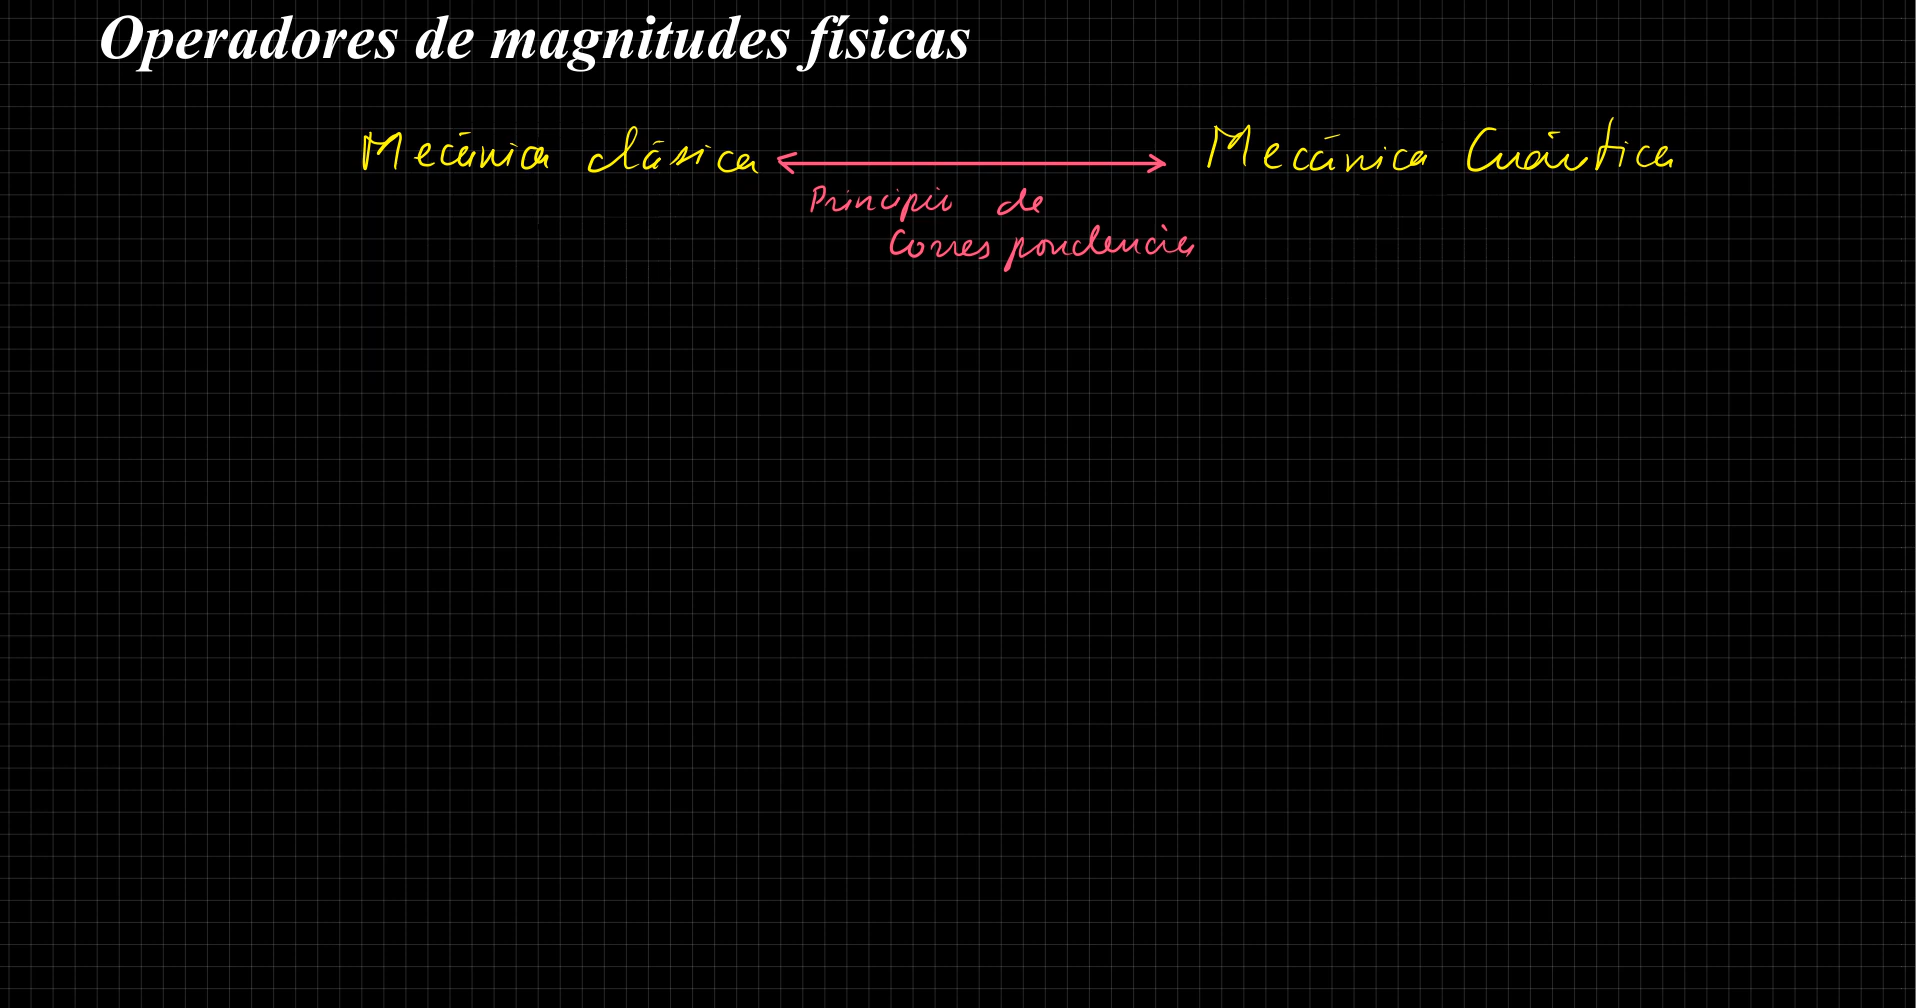 Operadores de magnitudes físicas
Mecánica clásica Mecánica Cuántica
Principio de
Correspondencia